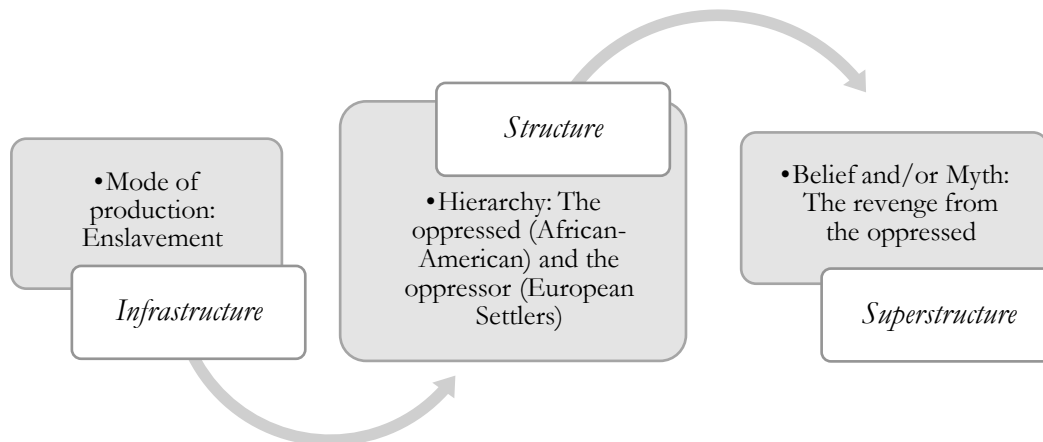 •Mode of
production:
Enslavement
Infrastructure
Structure
•Hierarchy: The
oppressed (African-
American) and the
oppressor (European
Settlers)
•Belief and/or Myth:
The revenge from
the oppressed
Superstructure